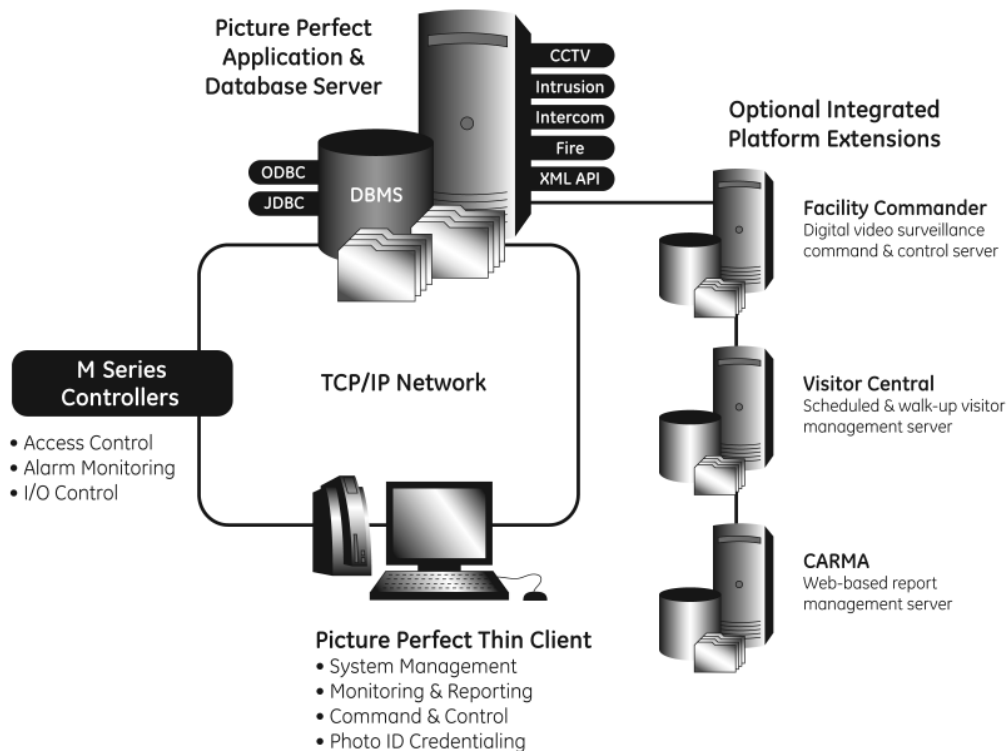 Picture Perfect
Application &
Database Server
CCTV
Intrusion
Intercom
Fire
XML API
ODBC
JDBC
DBMS
Optional Integrated
Platform Extensions
Facility Commander
Digital video surveillance
command & control server
M Series
Controllers
• Access Control
• Alarm Monitoring
• I/O Control
TCP/IP Network
Visitor Central
Scheduled & walk-up visitor
management server
CARMA
Web-based report
management server
Picture Perfect Thin Client
• System Management
• Monitoring & Reporting
• Command & Control
• Photo ID Credentialing